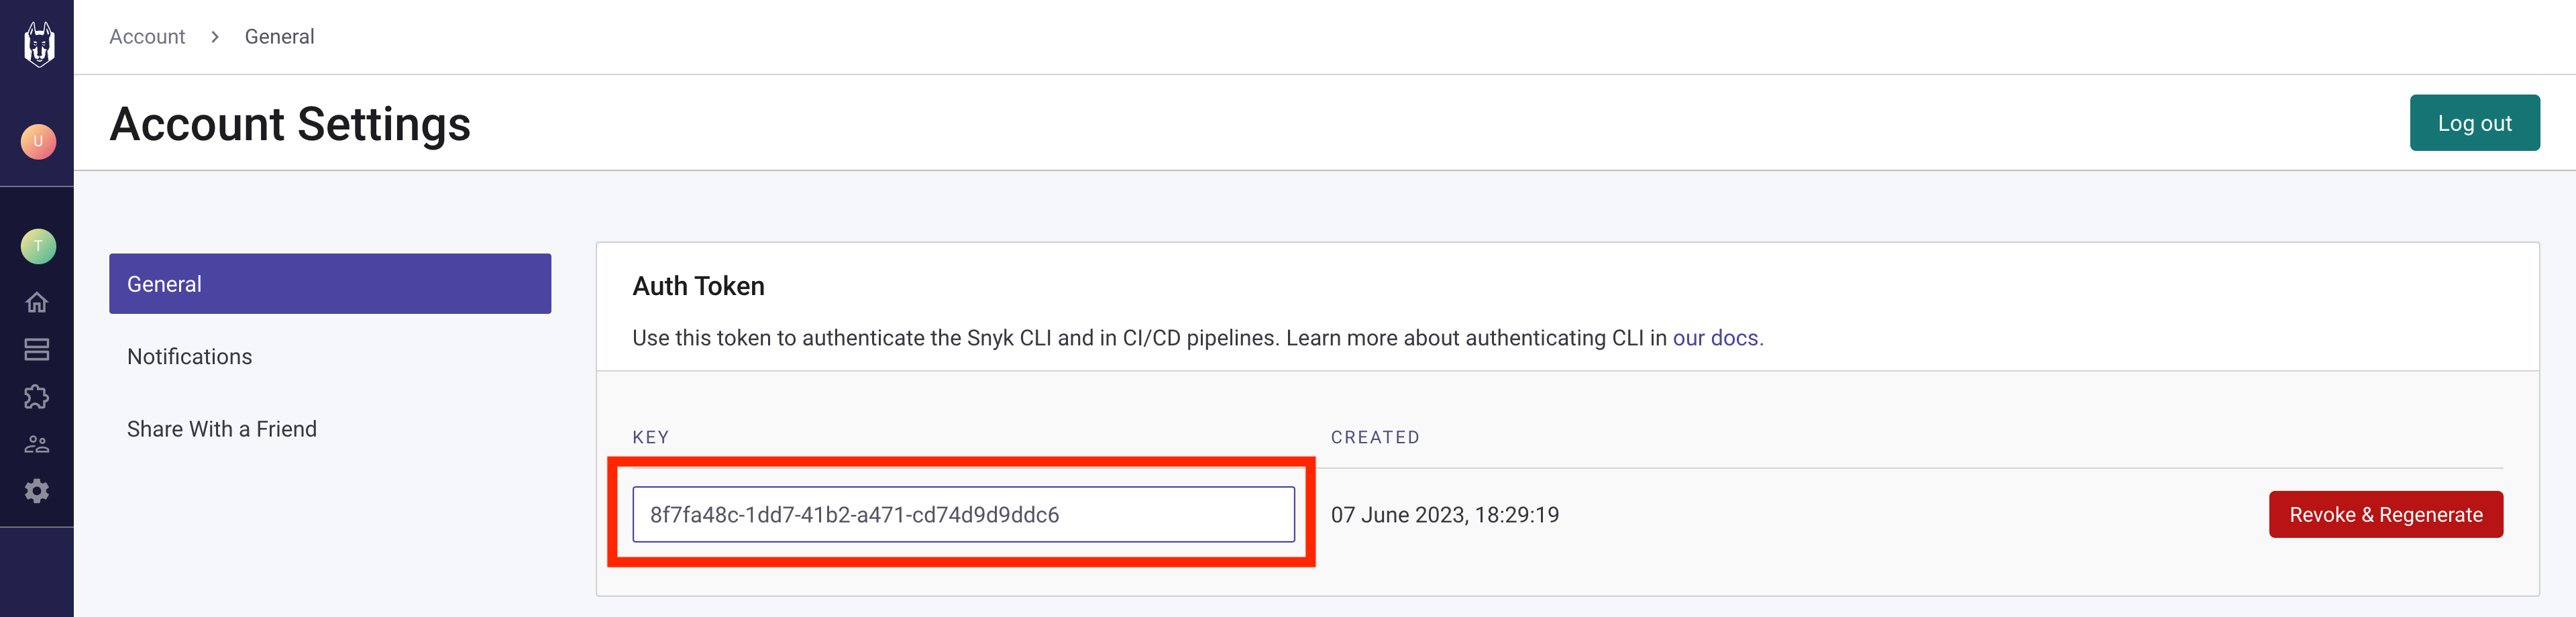 Account > General
Account Settings
Log out
U
T
General
Notifications
Share With a Friend
Auth Token
Use this token to authenticate the Snyk CLI and in CI/CD pipelines. Learn more about authenticating CLI in our docs.
KEY CREATED
8f7fa48c-1dd7-41b2-a471-cd74d9d9ddc6 07 June 2023, 18:29:19 Revoke & Regenerate